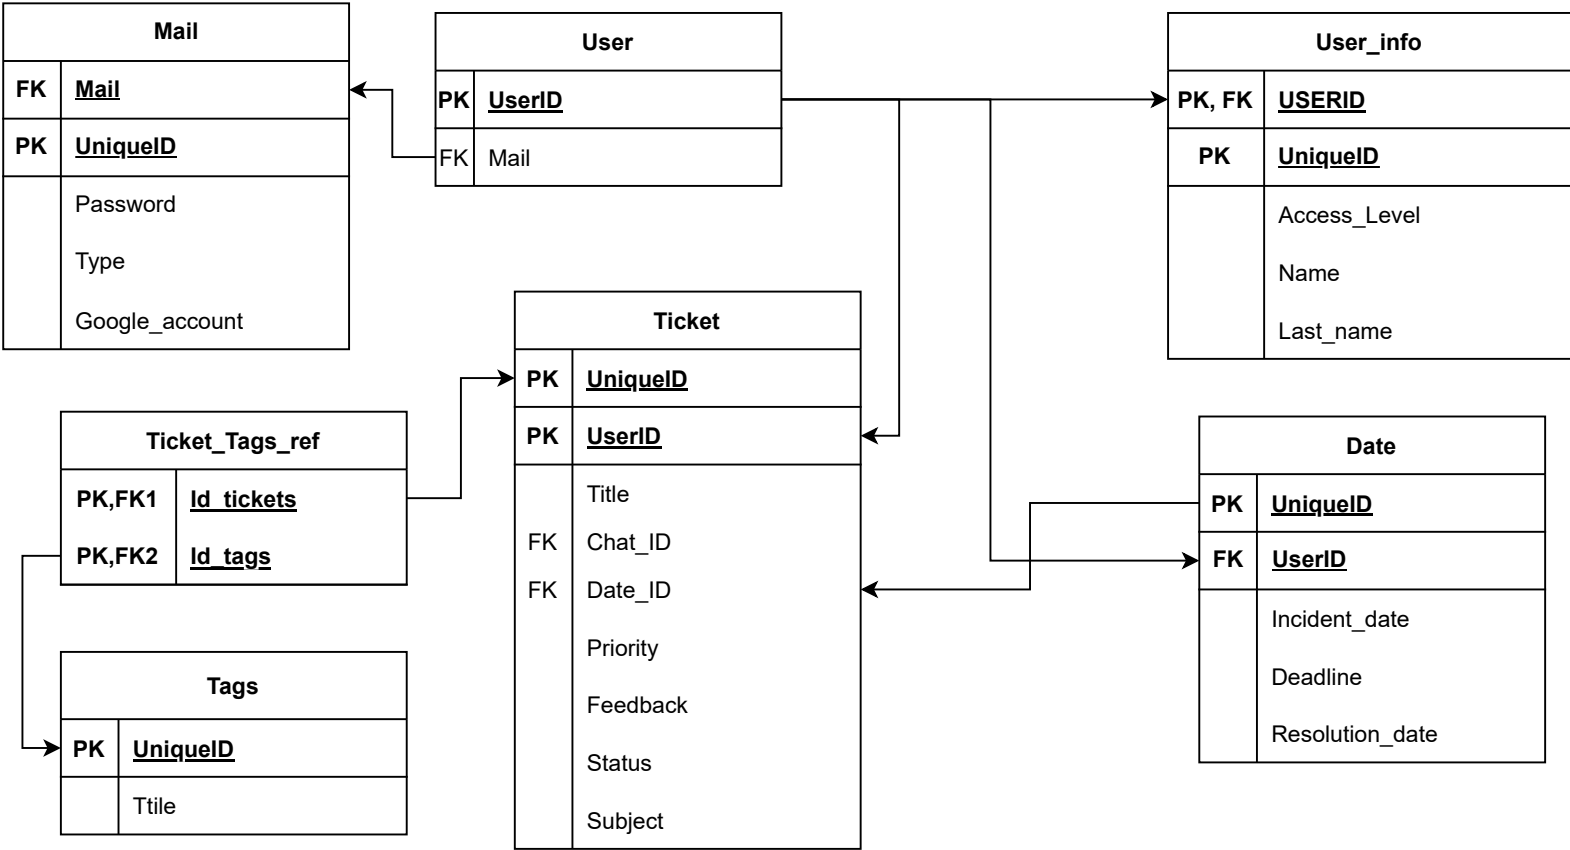 Mail
FK Mail
PK UniqueID
Password
Type
Google_account
User
PK UserID
FK Mail
User_info
PK, FK USERID
PK UniqueID
Access_Level
Name
Last_name
Ticket
PK UniqueID
PK UserID
Title
FK Chat_ID
FK Date_ID
Priority
Feedback
Status
Subject
Ticket_Tags_ref
PK,FK1 Id_tickets
PK,FK2 Id_tags
Tags
PK UniqueID
Ttile
Date
PK UniqueID
FK UserID
Incident_date
Deadline
Resolution_date